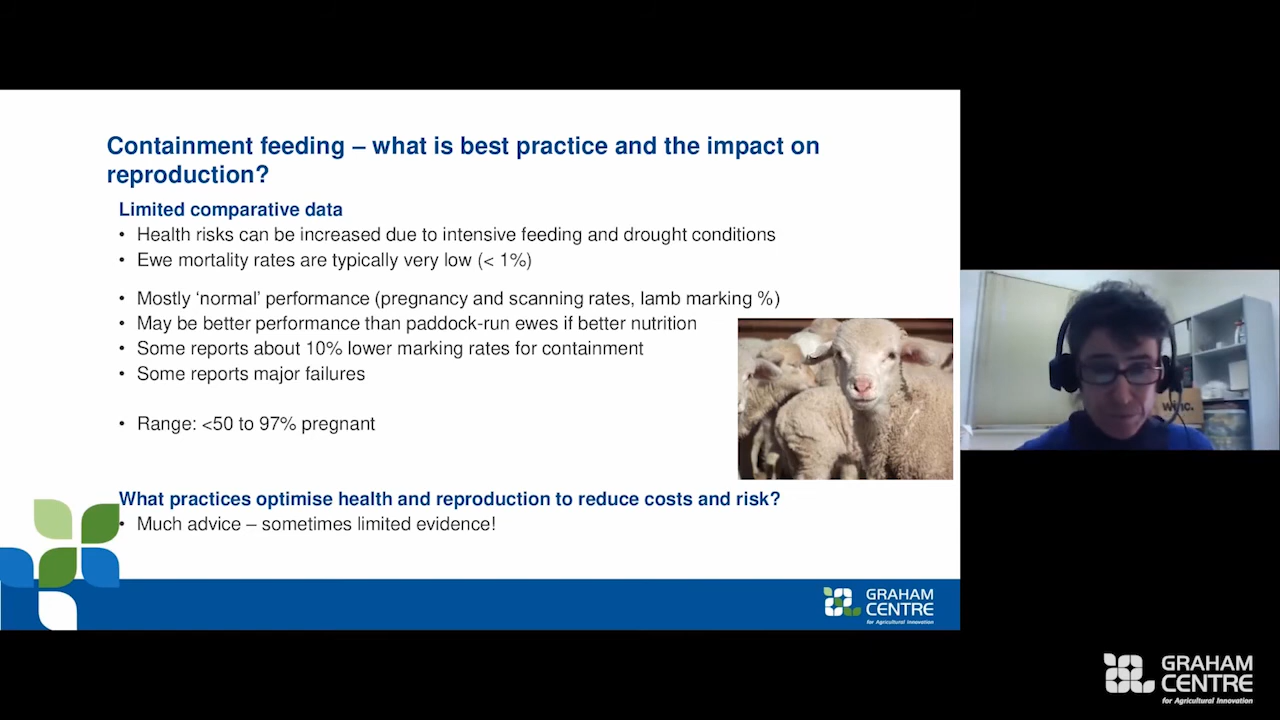 Containment feeding – what is best practice and the impact on
reproduction?
Limited comparative data
• Health risks can be increased due to intensive feeding and drought conditions
• Ewe mortality rates are typically very low (< 1%)
• Mostly ‘normal’ performance (pregnancy and scanning rates, lamb marking %)
• May be better performance than paddock-run ewes if better nutrition
• Some reports about 10% lower marking rates for containment
• Some reports major failures
• Range: <50 to 97% pregnant
What practices optimise health and reproduction to reduce costs and risk?
• Much advice – sometimes limited evidence!
GRAHAM
CENTRE
for Agricultural Innovation
GRAHAM
CENTRE
for Agricultural Innovation